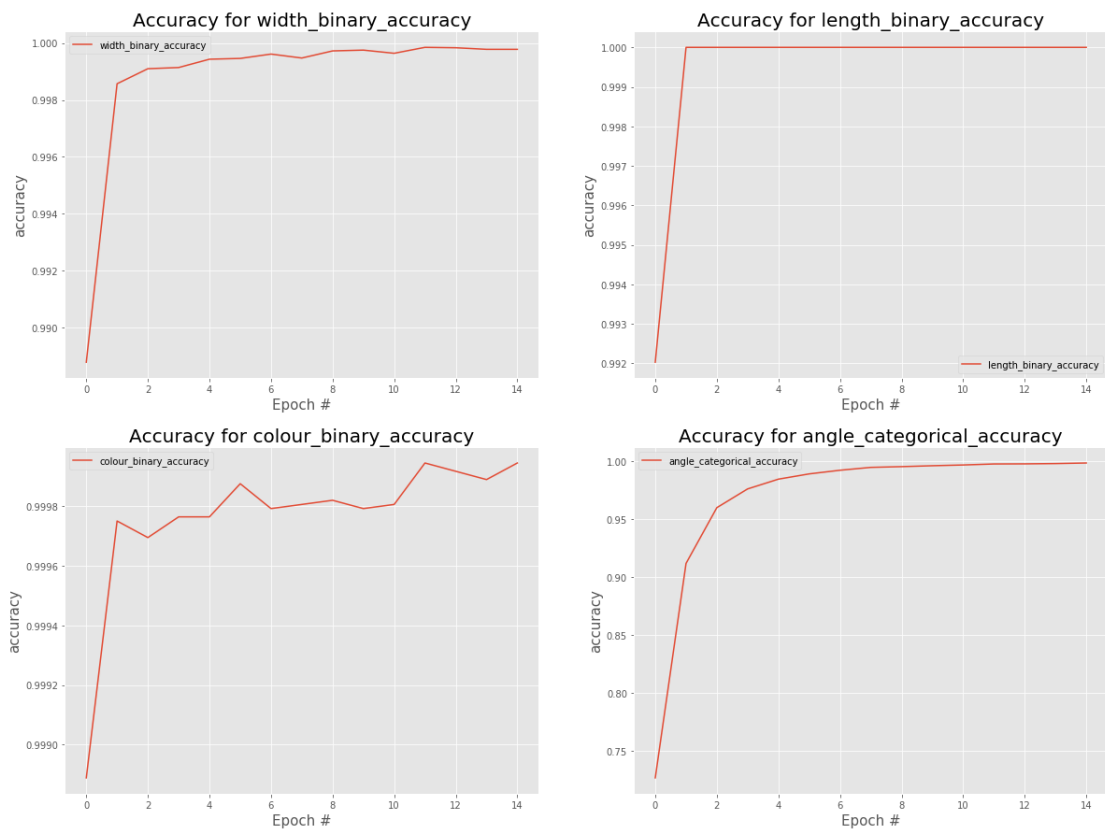 Accuracy for width_binary_accuracy
width_binary_accuracy
1.000
0.998
0.996
0.994
0.992
0.990
accuracy
0 2 4 6 8 10 12 14
Epoch #
Accuracy for length_binary_accuracy
1.000
0.999
0.998
0.997
0.996
0.995
0.994
0.993
0.992
accuracy
length_binary_accuracy
0 2 4 6 8 10 12 14
Epoch #
Accuracy for colour_binary_accuracy
colour_binary_accuracy
0.9998
0.9996
0.9994
0.9992
0.9990
accuracy
0 2 4 6 8 10 12 14
Epoch #
Accuracy for angle_categorical_accuracy
angle_categorical_accuracy
1.00
0.95
0.90
0.85
0.80
0.75
accuracy
0 2 4 6 8 10 12 14
Epoch #